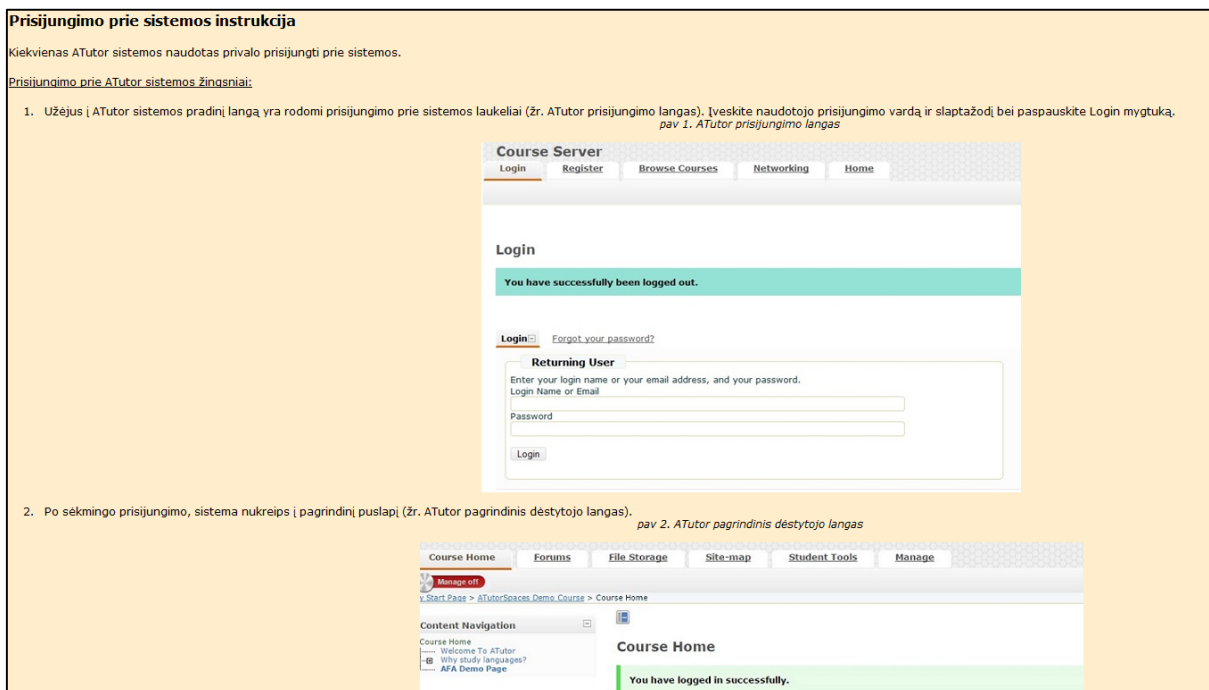 Prisijungimo prie sistemos instrukcija
Kiekvienas ATutor sistemos naudotas privalo prisijungti prie sistemos.
Prisijungimo prie ATutor sistemos žingsniai:
1. Užėjus į ATutor sistemos pradinį langą yra rodomi prisijungimo prie sistemos laukeliai (žr. ATutor prisijungimo langas). Įveskite naudotojo prisijungimo vardą ir slaptažodį bei paspauskite Login mygtuką.
pav 1. ATutor prisijungimo langas
Course Server
Login Register Browse Courses Networking Home
Login
You have successfully been logged out.
Login Forgot your password?
Returning User
Enter your login name or your email address, and your password.
Login Name or Email
Password
Login
2. Po sėkmingo prisijungimo, sistema nukreips į pagrindinį puslapį (žr. ATutor pagrindinis dėstytojo langas).
pav 2. ATutor pagrindinis dėstytojo langas
Course Home Forums File Storage Site-map Student Tools Manage
Manage off
y Start Page > ATutorSpaces Demo Course > Course Home
Content Navigation
Course Home
Welcome To ATutor
Why study languages?
AFA Demo Page
Course Home
You have logged in successfully.